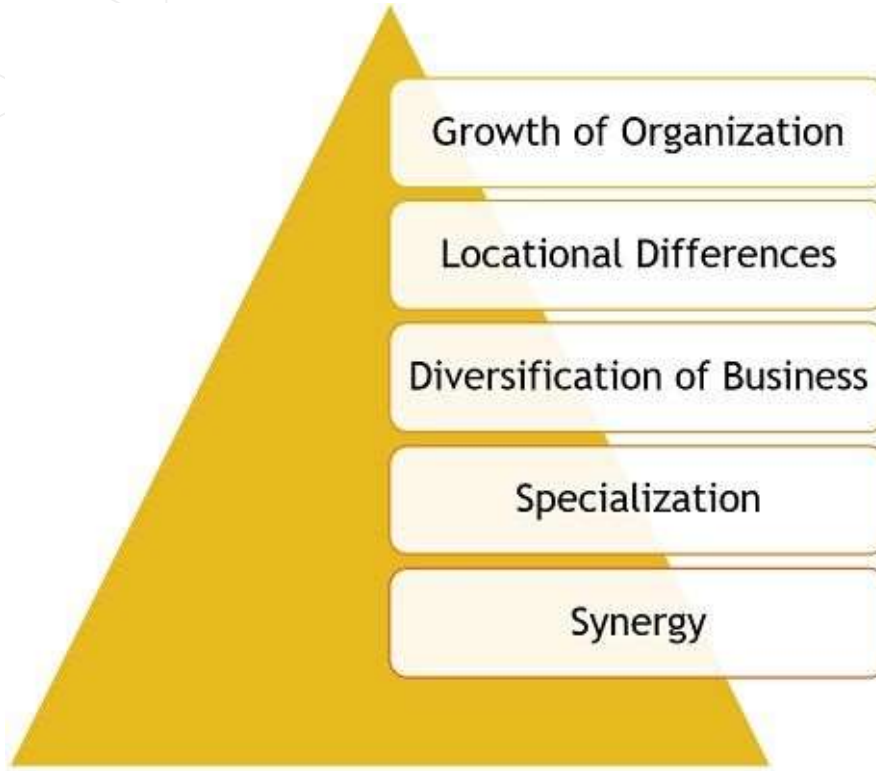 Growth of Organization
Locational Differences
Diversification of Business
Specialization
Synergy